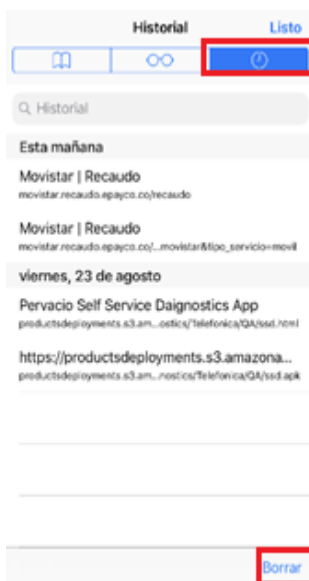 Historial
Listo
Historial
Esta mañana
Movistar | Recaudo
movistar.recaudo.epayco.co/recaudo
Movistar | Recaudo
movistar.recaudo.epayco.co/...movistar&tipo_servicio=movil
viernes, 23 de agosto
Pervacio Self Service Daignostics App
productsdeployments.s3.am...ostics/Telefonica/QA/ssd.html
https://productsdeployments.s3.amazona...
productsdeployments.s3.am...nostics/Telefonica/QA/ssd.apk
Borrar